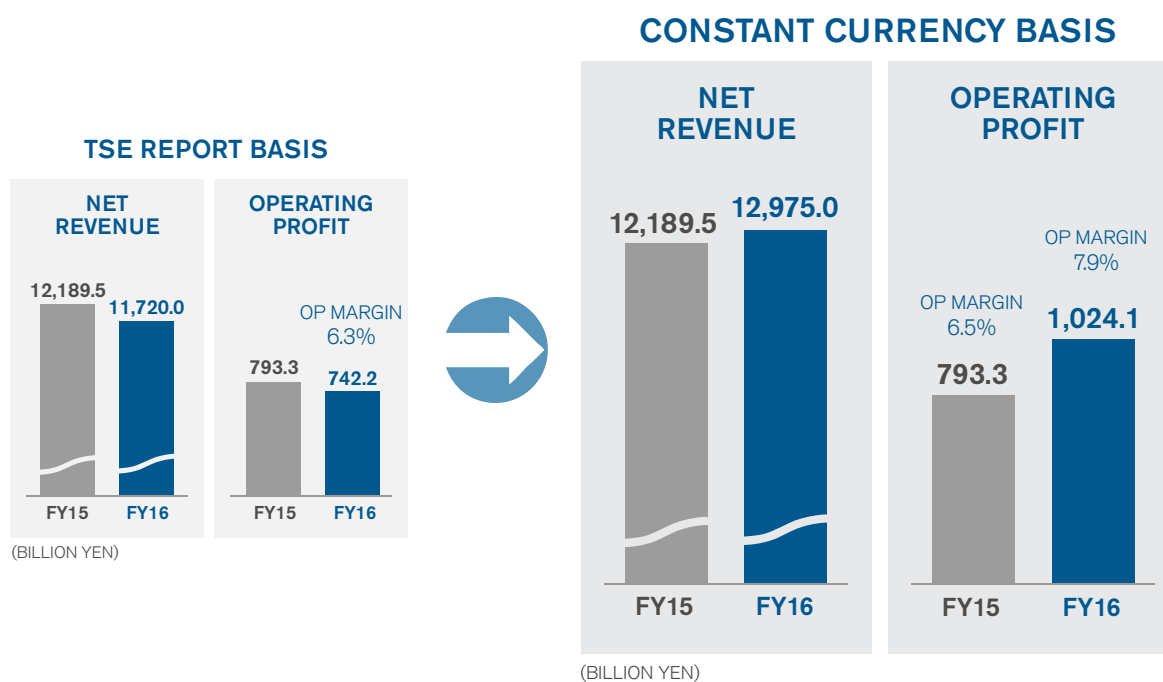 TSE REPORT BASIS
NET
REVENUE
12,189.5
11,720.0
FY15
FY16
OPERATING
PROFIT
OP MARGIN
6.3%
793.3
742.2
FY15
FY16
(BILLION YEN)
CONSTANT CURRENCY BASIS
NET
REVENUE
12,189.5
12,975.0
FY15
FY16
OPERATING
PROFIT
OP MARGIN
6.5%
793.3
OP MARGIN
7.9%
1,024.1
FY15
FY16
(BILLION YEN)